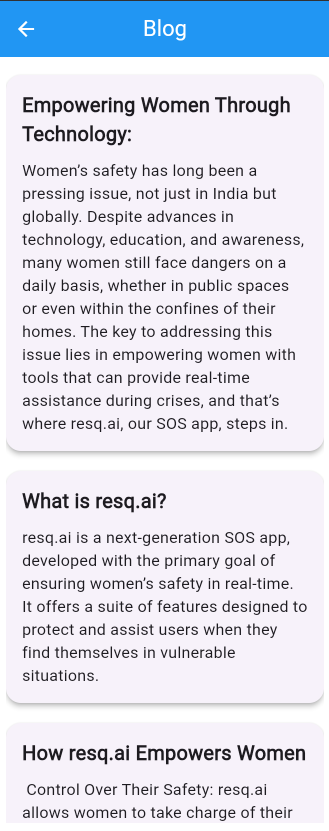 Blog
Empowering Women Through
Technology:
Women’s safety has long been a
pressing issue, not just in India but
globally. Despite advances in
technology, education, and awareness,
many women still face dangers on a
daily basis, whether in public spaces
or even within the confines of their
homes. The key to addressing this
issue lies in empowering women with
tools that can provide real-time
assistance during crises, and that’s
where resq.ai, our SOS app, steps in.
What is resq.ai?
resq.ai is a next-generation SOS app,
developed with the primary goal of
ensuring women’s safety in real-time.
It offers a suite of features designed to
protect and assist users when they
find themselves in vulnerable
situations.
How resq.ai Empowers Women
Control Over Their Safety: resq.ai
allows women to take charge of their